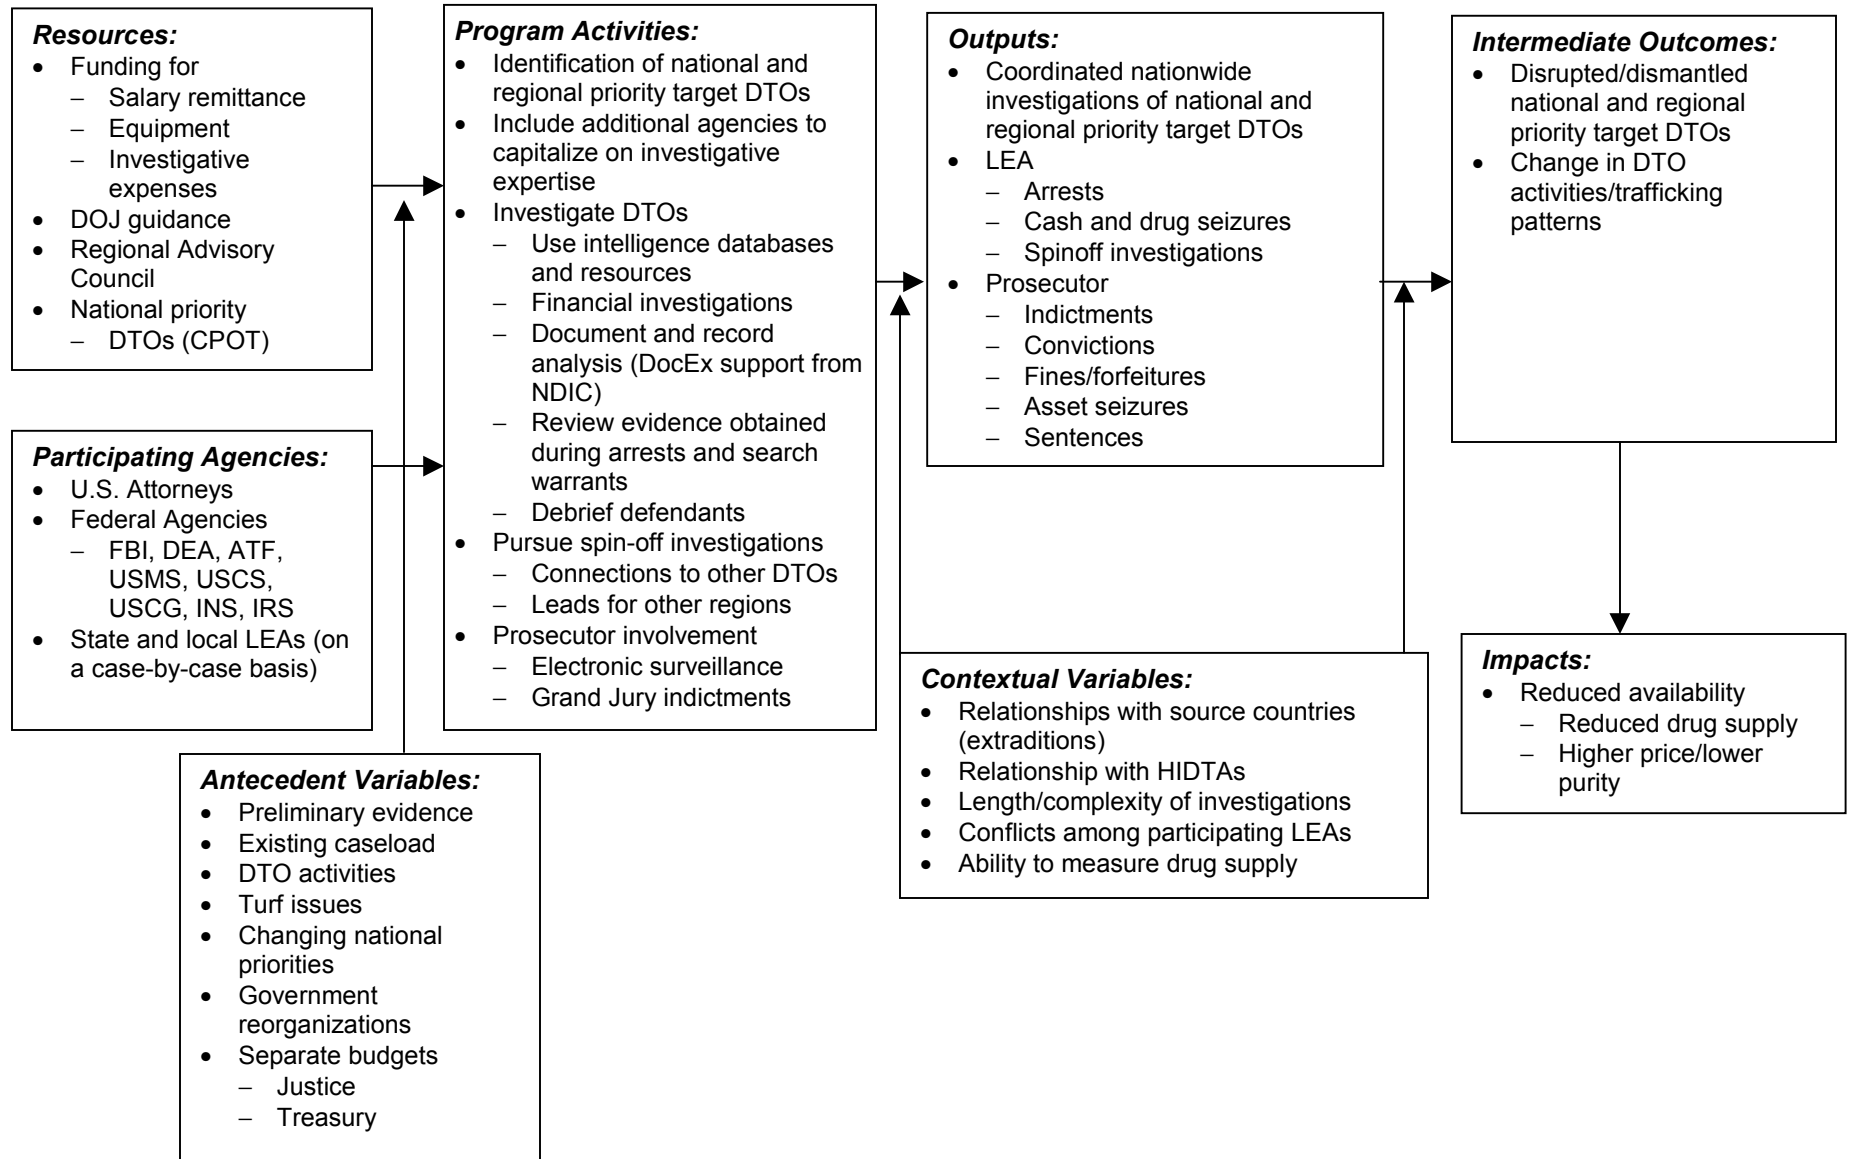 Resources:
• Funding for
– Salary remittance
– Equipment
– Investigative
expenses
• DOJ guidance
• Regional Advisory
Council
• National priority
– DTOs (CPOT)
Participating Agencies:
• U.S. Attorneys
• Federal Agencies
– FBI, DEA, ATF,
USMS, USCS,
USCG, INS, IRS
• State and local LEAs (on
a case-by-case basis)
Antecedent Variables:
• Preliminary evidence
• Existing caseload
• DTO activities
• Turf issues
• Changing national
priorities
• Government
reorganizations
• Separate budgets
– Justice
– Treasury
Program Activities:
• Identification of national and
regional priority target DTOs
• Include additional agencies to
capitalize on investigative
expertise
• Investigate DTOs
– Use intelligence databases
and resources
– Financial investigations
– Document and record
analysis (DocEx support from
NDIC)
– Review evidence obtained
during arrests and search
warrants
– Debrief defendants
• Pursue spin-off investigations
– Connections to other DTOs
– Leads for other regions
• Prosecutor involvement
– Electronic surveillance
– Grand Jury indictments
Outputs:
• Coordinated nationwide
investigations of national and
regional priority target DTOs
• LEA
– Arrests
– Cash and drug seizures
– Spinoff investigations
• Prosecutor
– Indictments
– Convictions
– Fines/forfeitures
– Asset seizures
– Sentences
Contextual Variables:
• Relationships with source countries
(extraditions)
• Relationship with HIDTAs
• Length/complexity of investigations
• Conflicts among participating LEAs
• Ability to measure drug supply
Intermediate Outcomes:
• Disrupted/dismantled
national and regional
priority target DTOs
• Change in DTO
activities/trafficking
patterns
Impacts:
• Reduced availability
– Reduced drug supply
– Higher price/lower
purity